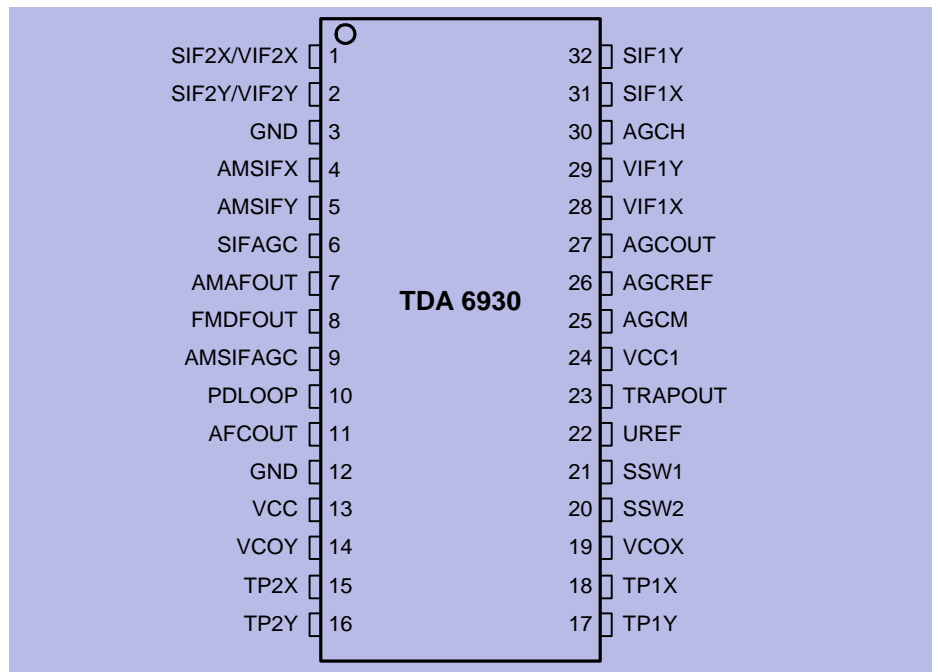 SIF2X/VIF2X 1 32 SIF1Y
SIF2Y/VIF2Y 2 31 SIF1X
GND 3 30 AGCH
AMSIFX 4 29 VIF1Y
AMSIFY 5 28 VIF1X
SIFAGC 6 27 AGCOUT
AMAFOUT 7 26 AGCREF
TDA 6930
FMDFOUT 8 25 AGCM
AMSIFAGC 9 24 VCC1
PDLOOP 10 23 TRAPOUT
AFCOUT 11 22 UREF
GND 12 21 SSW1
VCC 13 20 SSW2
VCOY 14 19 VCOX
TP2X 15 18 TP1X
TP2Y 16 17 TP1Y